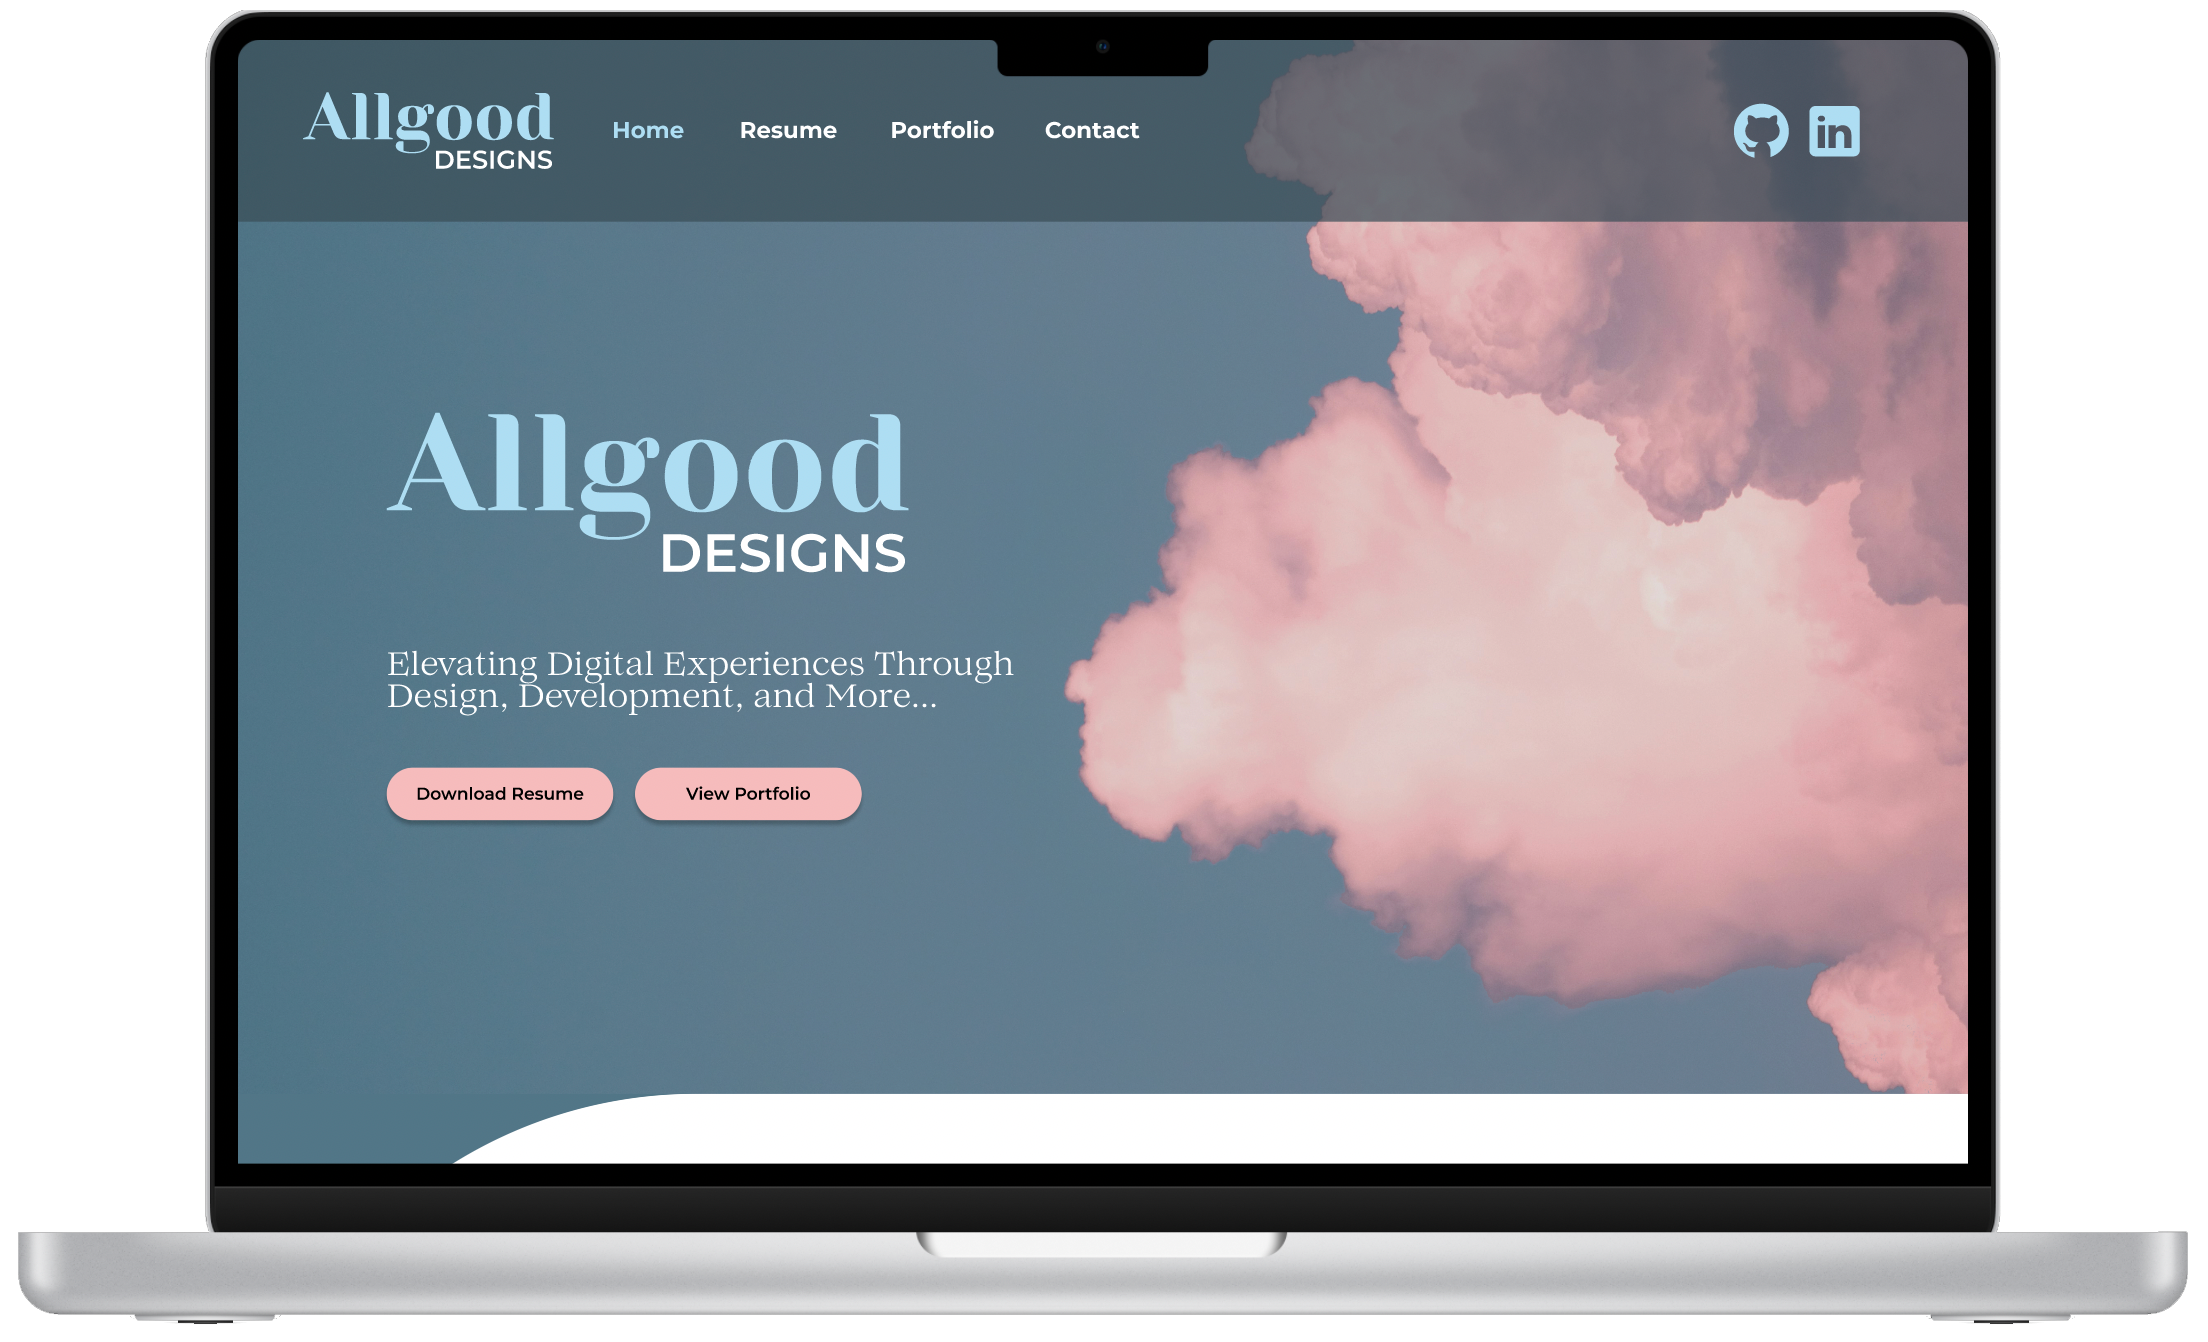 Allgood
DESIGNS
Home Resume Portfolio Contact
in
Allgood
DESIGNS
Elevating Digital Experiences Through
Design, Development, and More...
Download Resume View Portfolio